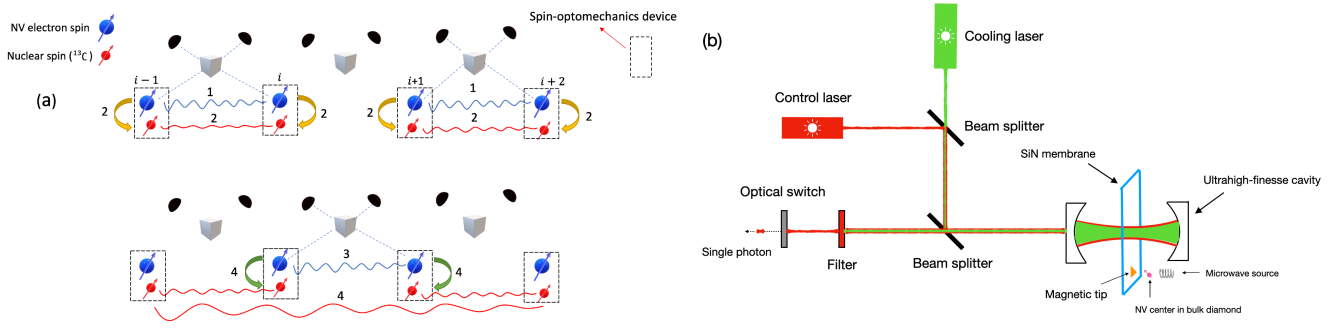 NV electron spin
Nuclear spin (¹³C)
(a)
i – 1
i
i+1
i + 2
1
1
2
2
2
2
2
2
Spin-optomechanics device
4
3
4
4
(b)
Cooling laser
Control laser
Beam splitter
SiN membrane
Ultrahigh-finesse cavity
Optical switch
Single photon
Filter
Beam splitter
Magnetic tip
Microwave source
NV center in bulk diamond